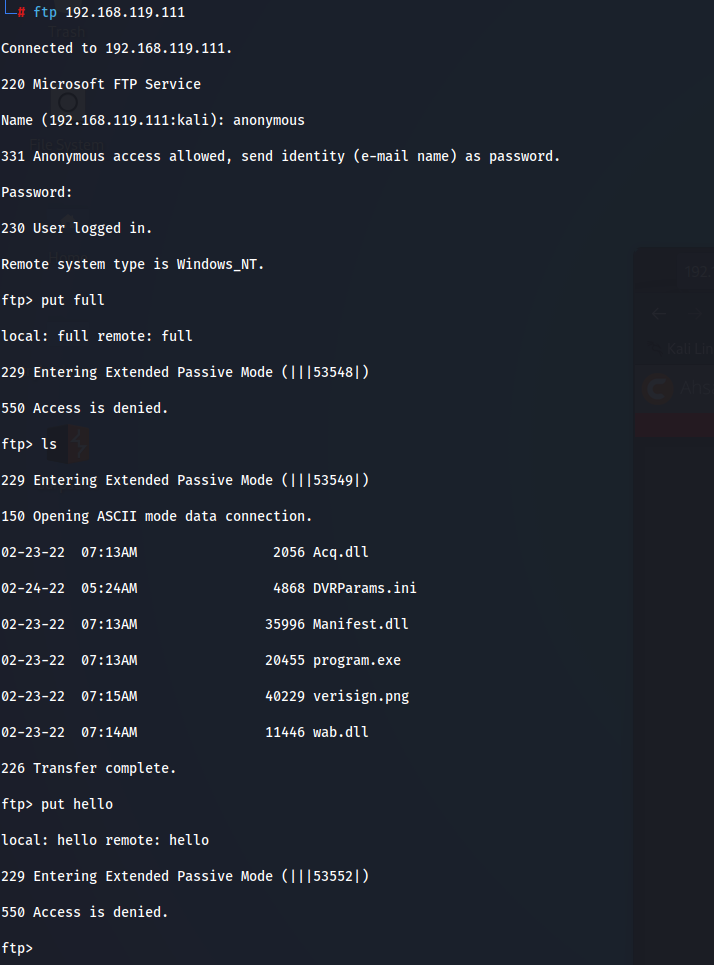 └─# ftp 192.168.119.111
Connected to 192.168.119.111.
220 Microsoft FTP Service
Name (192.168.119.111:kali): anonymous
331 Anonymous access allowed, send identity (e-mail name) as password.
Password:
230 User logged in.
Remote system type is Windows_NT.
ftp> put full
local: full remote: full
229 Entering Extended Passive Mode (|||53548|)
550 Access is denied.
ftp> ls
229 Entering Extended Passive Mode (|||53549|)
150 Opening ASCII mode data connection.
02-23-22  07:13AM                 2056 Acq.dll
02-24-22  05:24AM                 4868 DVRParams.ini
02-23-22  07:13AM                35996 Manifest.dll
02-23-22  07:13AM                20455 program.exe
02-23-22  07:15AM                40229 verisign.png
02-23-22  07:14AM                11446 wab.dll
226 Transfer complete.
ftp> put hello
local: hello remote: hello
229 Entering Extended Passive Mode (|||53552|)
550 Access is denied.
ftp>
Trash
192.
Kali Lin